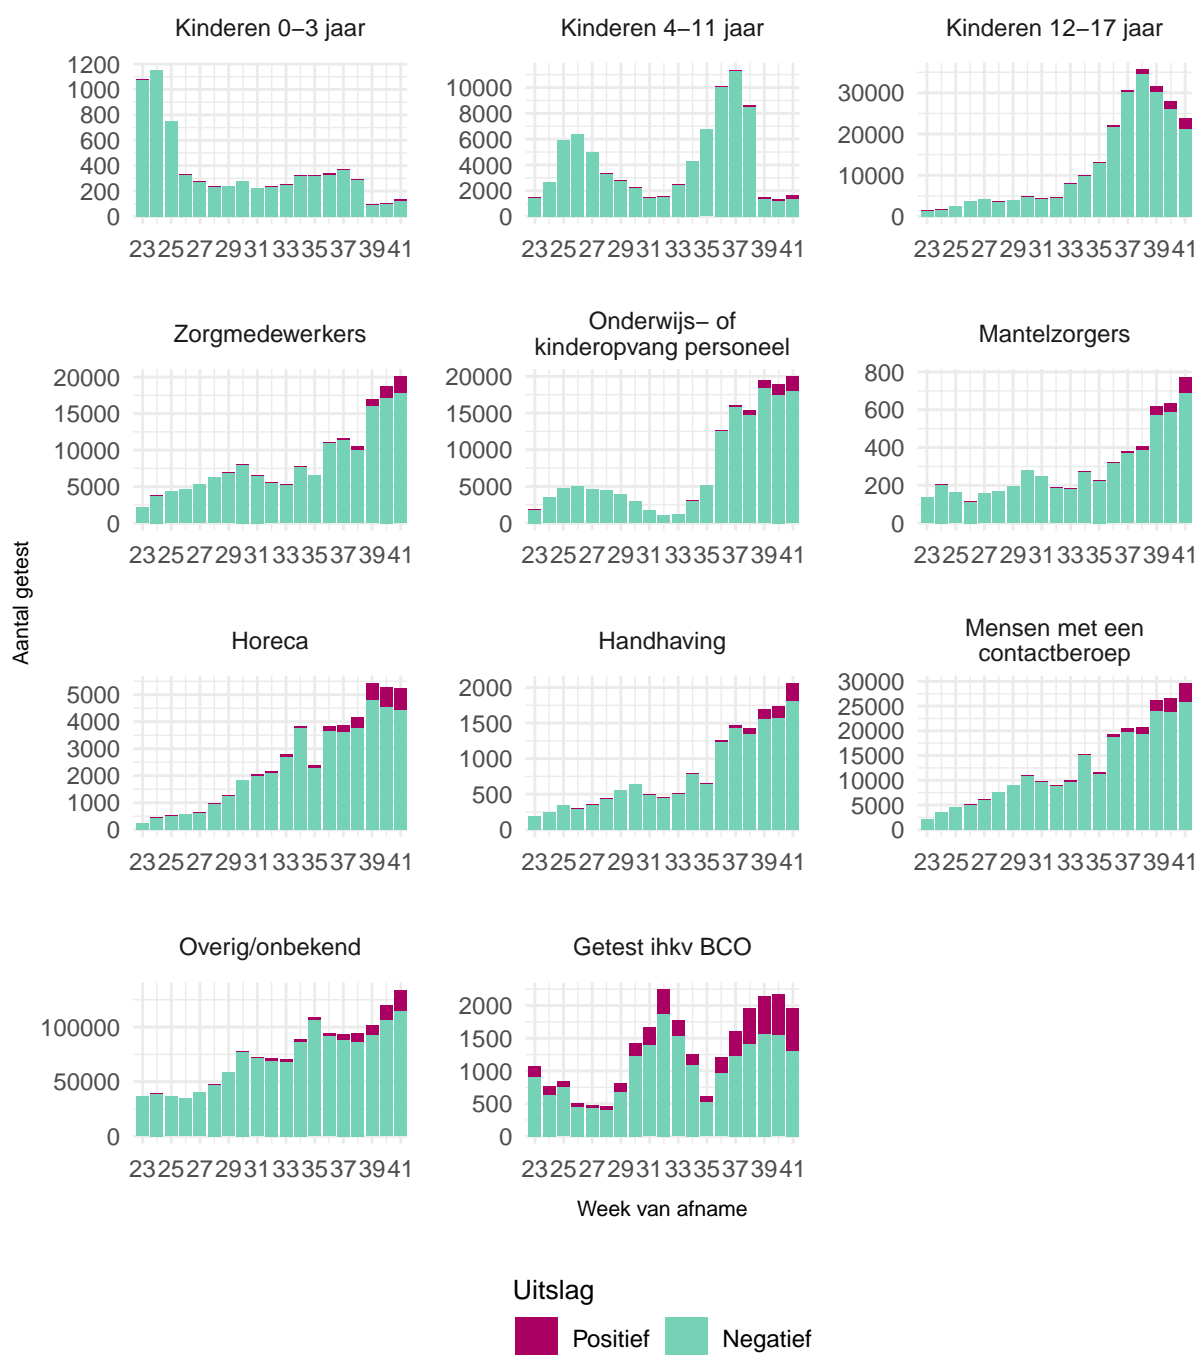 Kinderen 0–3 jaar
Kinderen 4–11 jaar
Kinderen 12–17 jaar
1200
1000
800
600
400
200
0
23 25 27 29 31 33 35 37 39 41
10000
8000
6000
4000
2000
0
23 25 27 29 31 33 35 37 39 41
30000
20000
10000
0
23 25 27 29 31 33 35 37 39 41
Zorgmedewerkers
Onderwijs– of
kinderopvang personeel
Mantelzorgers
20000
15000
10000
5000
0
23 25 27 29 31 33 35 37 39 41
20000
15000
10000
5000
0
23 25 27 29 31 33 35 37 39 41
800
600
400
200
0
23 25 27 29 31 33 35 37 39 41
Aantal getest
Horeca
Handhaving
Mensen met een
contactberoep
5000
4000
3000
2000
1000
0
23 25 27 29 31 33 35 37 39 41
2000
1500
1000
500
0
23 25 27 29 31 33 35 37 39 41
30000
25000
20000
15000
10000
5000
0
23 25 27 29 31 33 35 37 39 41
Overig/onbekend
Getest ihkv BCO
100000
50000
0
23 25 27 29 31 33 35 37 39 41
2000
1500
1000
500
0
23 25 27 29 31 33 35 37 39 41
Week van afname
Uitslag
Positief
Negatief